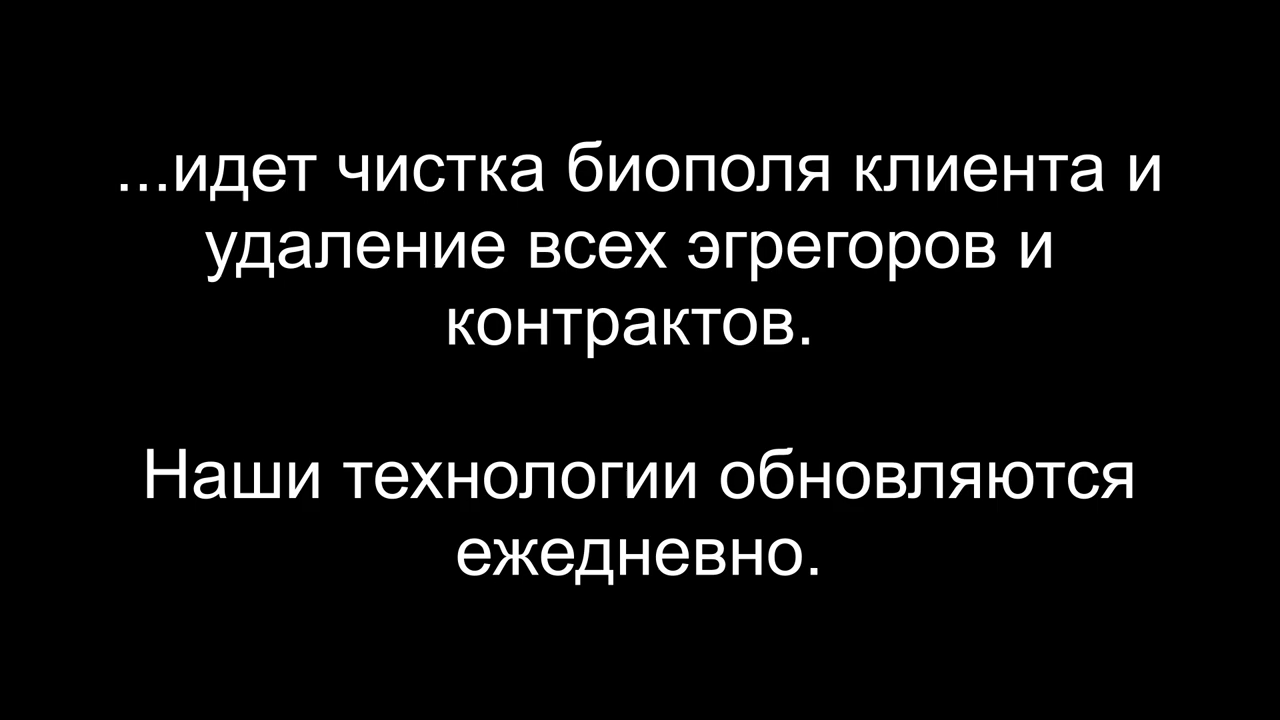 ...идет чистка биополя клиента и
удаление всех эгрегоров и
контрактов.
Наши технологии обновляются
ежедневно.